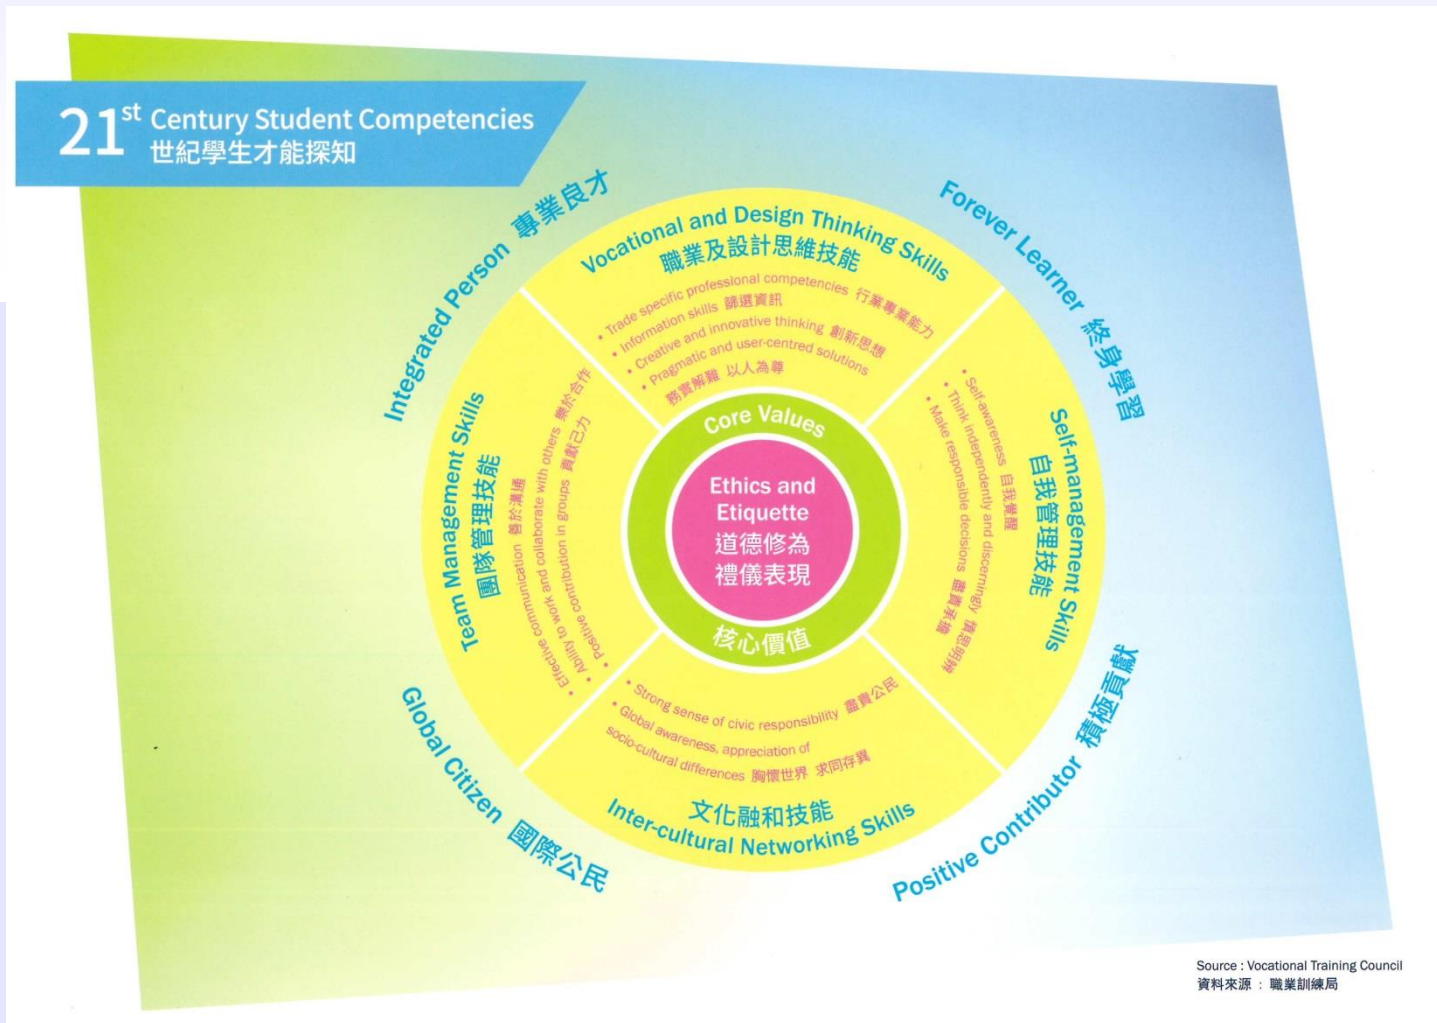 21st Century Student Competencies
世紀學生才能探知
Integrated Person 專業良才
Forever Learner 終身學習
Vocational and Design Thinking Skills
職業及設計思維技能
• Trade specific professional competencies 行業專業能力
• Information skills 篩選資訊
• Creative and innovative thinking 創新思想
• Pragmatic and user-centred solutions
務實解難 以人為尊
Team Management Skills
團隊管理技能
• Effective communication 善於溝通
• Ability to work and collaborate with others 樂於合作
• Positive contribution in groups 貢獻己力
Core Values
Ethics and
Etiquette
道德修為
禮儀表現
核心價值
Self-management Skills
自我管理技能
• Self-awareness 自我覺醒
• Think independently and discerningly 慎思明辨
• Make responsible decisions 盡責承擔
• Strong sense of civic responsibility 盡責公民
• Global awareness, appreciation of
socio-cultural differences 胸懷世界 求同存異
文化融和技能
Inter-cultural Networking Skills
Global Citizen 國際公民
Positive Contributor 積極貢獻
Source : Vocational Training Council
資料來源 : 職業訓練局